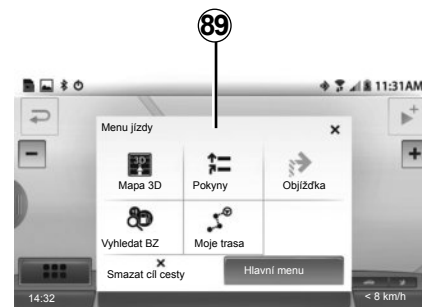 89
11:31AM
Menu jízdy
3D
Mapa 3D
Pokyny
Objížďka
Vyhledat BZ
Moje trasa
Smazat cíl cesty
Hlavní menu
14:32
< 8 km/h